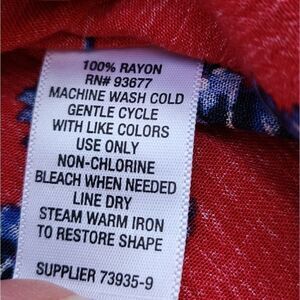 100% RAYON
RN# 93677
MACHINE WASH COLD
GENTLE CYCLE
WITH LIKE COLORS
USE ONLY
NON-CHLORINE
BLEACH WHEN NEEDED
LINE DRY
STEAM WARM IRON
TO RESTORE SHAPE
SUPPLIER 73935-9